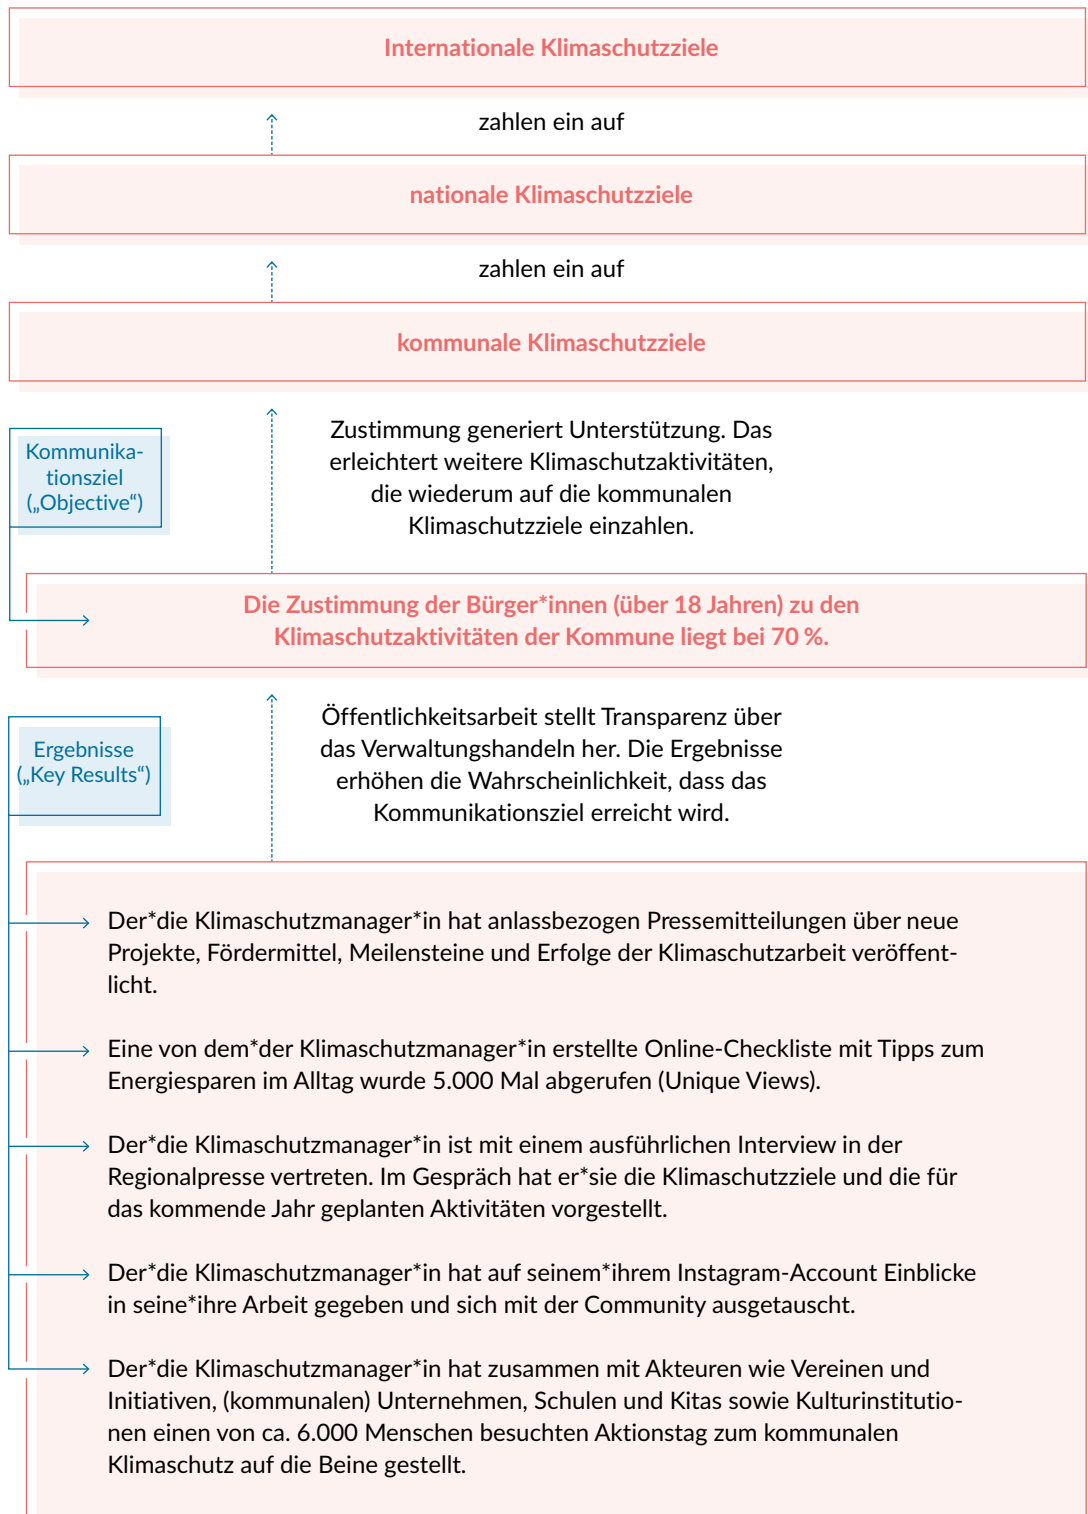 Internationale Klimaschutzziele
zahlen ein auf
nationale Klimaschutzziele
zahlen ein auf
kommunale Klimaschutzziele
Kommunika-
tionsziel
(„Objective“)
Zustimmung generiert Unterstützung. Das
erleichtert weitere Klimaschutzaktivitäten,
die wiederum auf die kommunalen
Klimaschutzziele einzahlen.
Die Zustimmung der Bürger*innen (über 18 Jahren) zu den
Klimaschutzaktivitäten der Kommune liegt bei 70 %.
Ergebnisse
(„Key Results“)
Öffentlichkeitsarbeit stellt Transparenz über
das Verwaltungshandeln her. Die Ergebnisse
erhöhen die Wahrscheinlichkeit, dass das
Kommunikationsziel erreicht wird.
Der*die Klimaschutzmanager*in hat anlassbezogen Pressemitteilungen über neue
Projekte, Fördermittel, Meilensteine und Erfolge der Klimaschutzarbeit veröffent-
licht.
Eine von dem*der Klimaschutzmanager*in erstellte Online-Checkliste mit Tipps zum
Energiesparen im Alltag wurde 5.000 Mal abgerufen (Unique Views).
Der*die Klimaschutzmanager*in ist mit einem ausführlichen Interview in der
Regionalpresse vertreten. Im Gespräch hat er*sie die Klimaschutzziele und die für
das kommende Jahr geplanten Aktivitäten vorgestellt.
Der*die Klimaschutzmanager*in hat auf seinem*ihrem Instagram-Account Einblicke
in seine*ihre Arbeit gegeben und sich mit der Community ausgetauscht.
Der*die Klimaschutzmanager*in hat zusammen mit Akteuren wie Vereinen und
Initiativen, (kommunalen) Unternehmen, Schulen und Kitas sowie Kulturinstitutio-
nen einen von ca. 6.000 Menschen besuchten Aktionstag zum kommunalen
Klimaschutz auf die Beine gestellt.